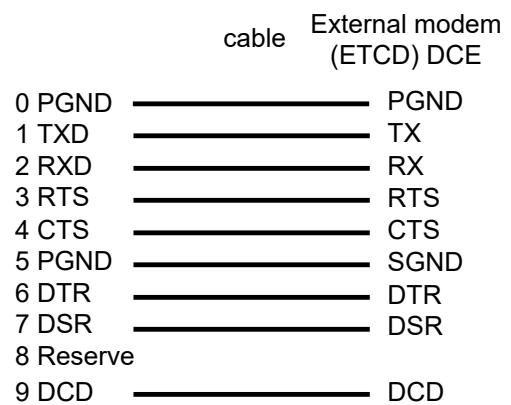 cable
External modem
(ETCD) DCE
0 PGND PGND
1 TXD TX
2 RXD RX
3 RTS RTS
4 CTS CTS
5 PGND SGND
6 DTR DTR
7 DSR DSR
8 Reserve
9 DCD DCD